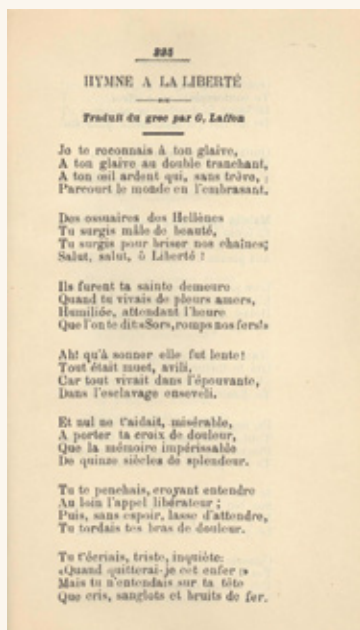 HYMNE A LA LIBERTÉ
Traduit du grec par G. Laffon
Je te reconnais à ton glaive,
A ton glaive au double tranchant,
A ton œil ardent qui, sans trève,
Parcourt le monde en l'embrasant.
Des ossuaires des Hellènes
Tu surgis mâle de beauté,
Tu surgis pour briser nos chaînes;
Salut, salut, ô Liberté !
Ils furent ta sainte demeure
Quand tu vivais de pleurs amers,
Humiliée, attendant l'heure
Que l'on te dit «Sors, romps nos fers!»
Ah! qu'à sonner elle fut lente!
Tout était muet, avili,
Car tout vivait dans l'épouvante,
Dans l'esclavage enseveli.
Et nul ne t'aidait, misérable,
A porter ta croix de douleur,
Que la mémoire impérissable
De quinze siècles de splendeur.
Tu te penchais, croyant entendre
Au loin l'appel libérateur ;
Puis, sans espoir, lasse d'attendre,
Tu tordais tes bras de douleur.
Tu t'écriais, triste, inquiète:
«Quand quitterai-je cet enfer ?»
Mais tu n'entendais sur ta tête
Que cris, sanglots et bruits de fer.